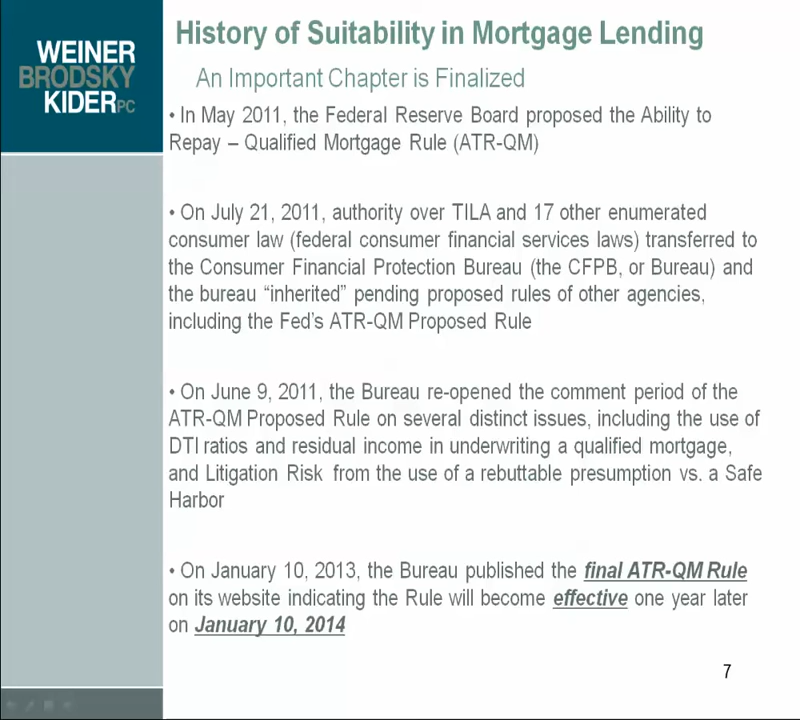 WEINER
BRODSKY
KIDER PC
History of Suitability in Mortgage Lending
An Important Chapter is Finalized
• In May 2011, the Federal Reserve Board proposed the Ability to
Repay – Qualified Mortgage Rule (ATR-QM)
• On July 21, 2011, authority over TILA and 17 other enumerated
consumer law (federal consumer financial services laws) transferred to
the Consumer Financial Protection Bureau (the CFPB, or Bureau) and
the bureau “inherited” pending proposed rules of other agencies,
including the Fed's ATR-QM Proposed Rule
• On June 9, 2011, the Bureau re-opened the comment period of the
ATR-QM Proposed Rule on several distinct issues, including the use of
DTI ratios and residual income in underwriting a qualified mortgage,
and Litigation Risk from the use of a rebuttable presumption vs. a Safe
Harbor
• On January 10, 2013, the Bureau published the final ATR-QM Rule
on its website indicating the Rule will become effective one year later
on January 10, 2014
7